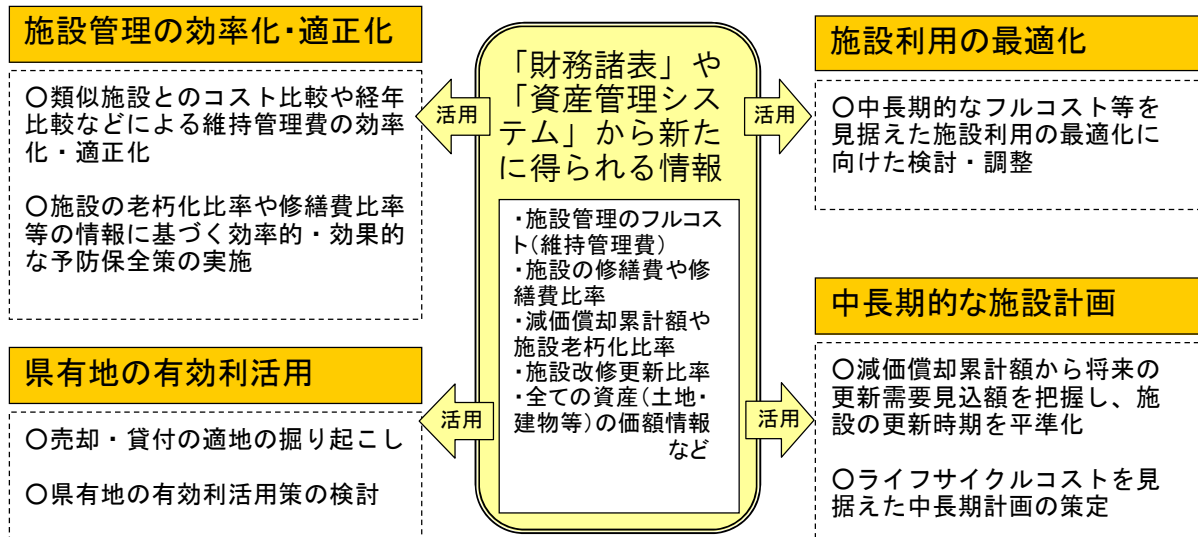 施設管理の効率化・適正化
〇類似施設とのコスト比較や経年
比較などによる維持管理費の効率
化・適正化
〇施設の老朽化比率や修繕費比率
等の情報に基づく効率的・効果的
な予防保全策の実施
県有地の有効利活用
〇売却・貸付の適地の掘り起こし
〇県有地の有効利活用策の検討
活用
活用
「財務諸表」や
「資産管理シス
テム」から新た
に得られる情報
・施設管理のフルコス
ト(維持管理費)
・施設の修繕費や修
繕費比率
・減価償却累計額や
施設老朽化比率
・施設改修更新比率
・全ての資産(土地・
建物等)の価額情報
など
活用
活用
施設利用の最適化
〇中長期的なフルコスト等を
見据えた施設利用の最適化に
向けた検討・調整
中長期的な施設計画
〇減価償却累計額から将来の
更新需要見込額を把握し、施
設の更新時期を平準化
〇ライフサイクルコストを見
据えた中長期計画の策定